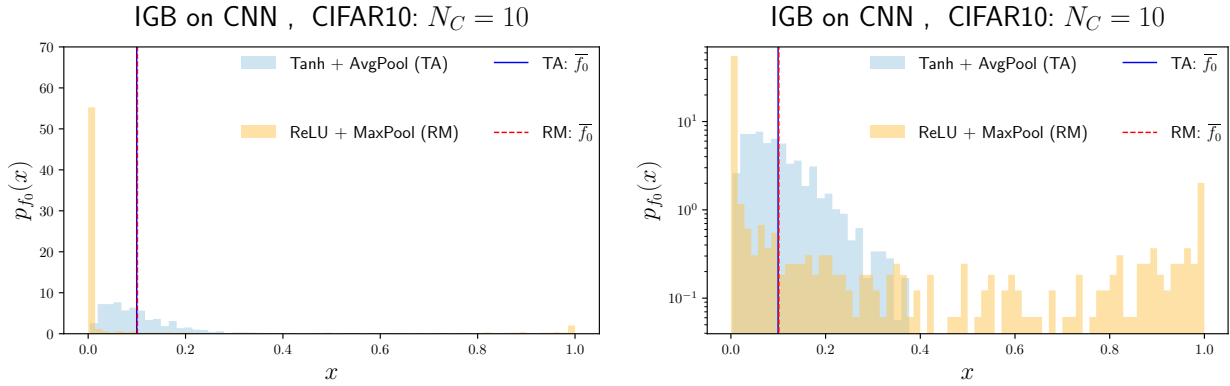 IGB on CNN , CIFAR10: $N_C = 10$
70
60
50
40
30
20
10
0
$p_{f_0}(x)$
Tanh + AvgPool (TA)
TA: $\overline{f_0}$
ReLU + MaxPool (RM)
RM: $\overline{f_0}$
0.0 0.2 0.4 0.6 0.8 1.0
$x$
IGB on CNN , CIFAR10: $N_C = 10$
$10^1$
$10^0$
$10^{-1}$
$p_{f_0}(x)$
Tanh + AvgPool (TA)
TA: $\overline{f_0}$
ReLU + MaxPool (RM)
RM: $\overline{f_0}$
0.0 0.2 0.4 0.6 0.8 1.0
$x$